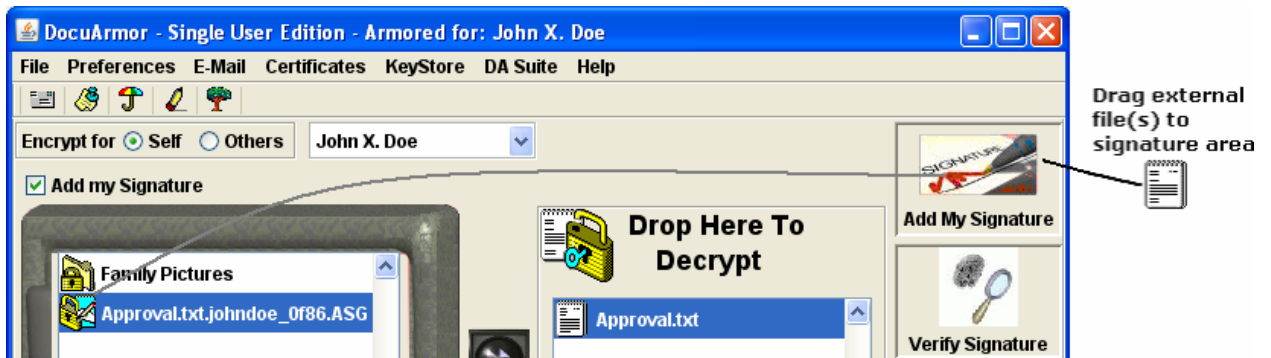 DocuArmor - Single User Edition - Armored for: John X. Doe
File Preferences E-Mail Certificates KeyStore DA Suite Help
Encrypt for Self Others John X. Doe
Add my Signature
SIGNATURE
Add My Signature
Drag external
file(s) to
signature area
Drop Here To
Decrypt
Family Pictures
Approval.txt.johndoe_0f86.ASG
Approval.txt
Verify Signature